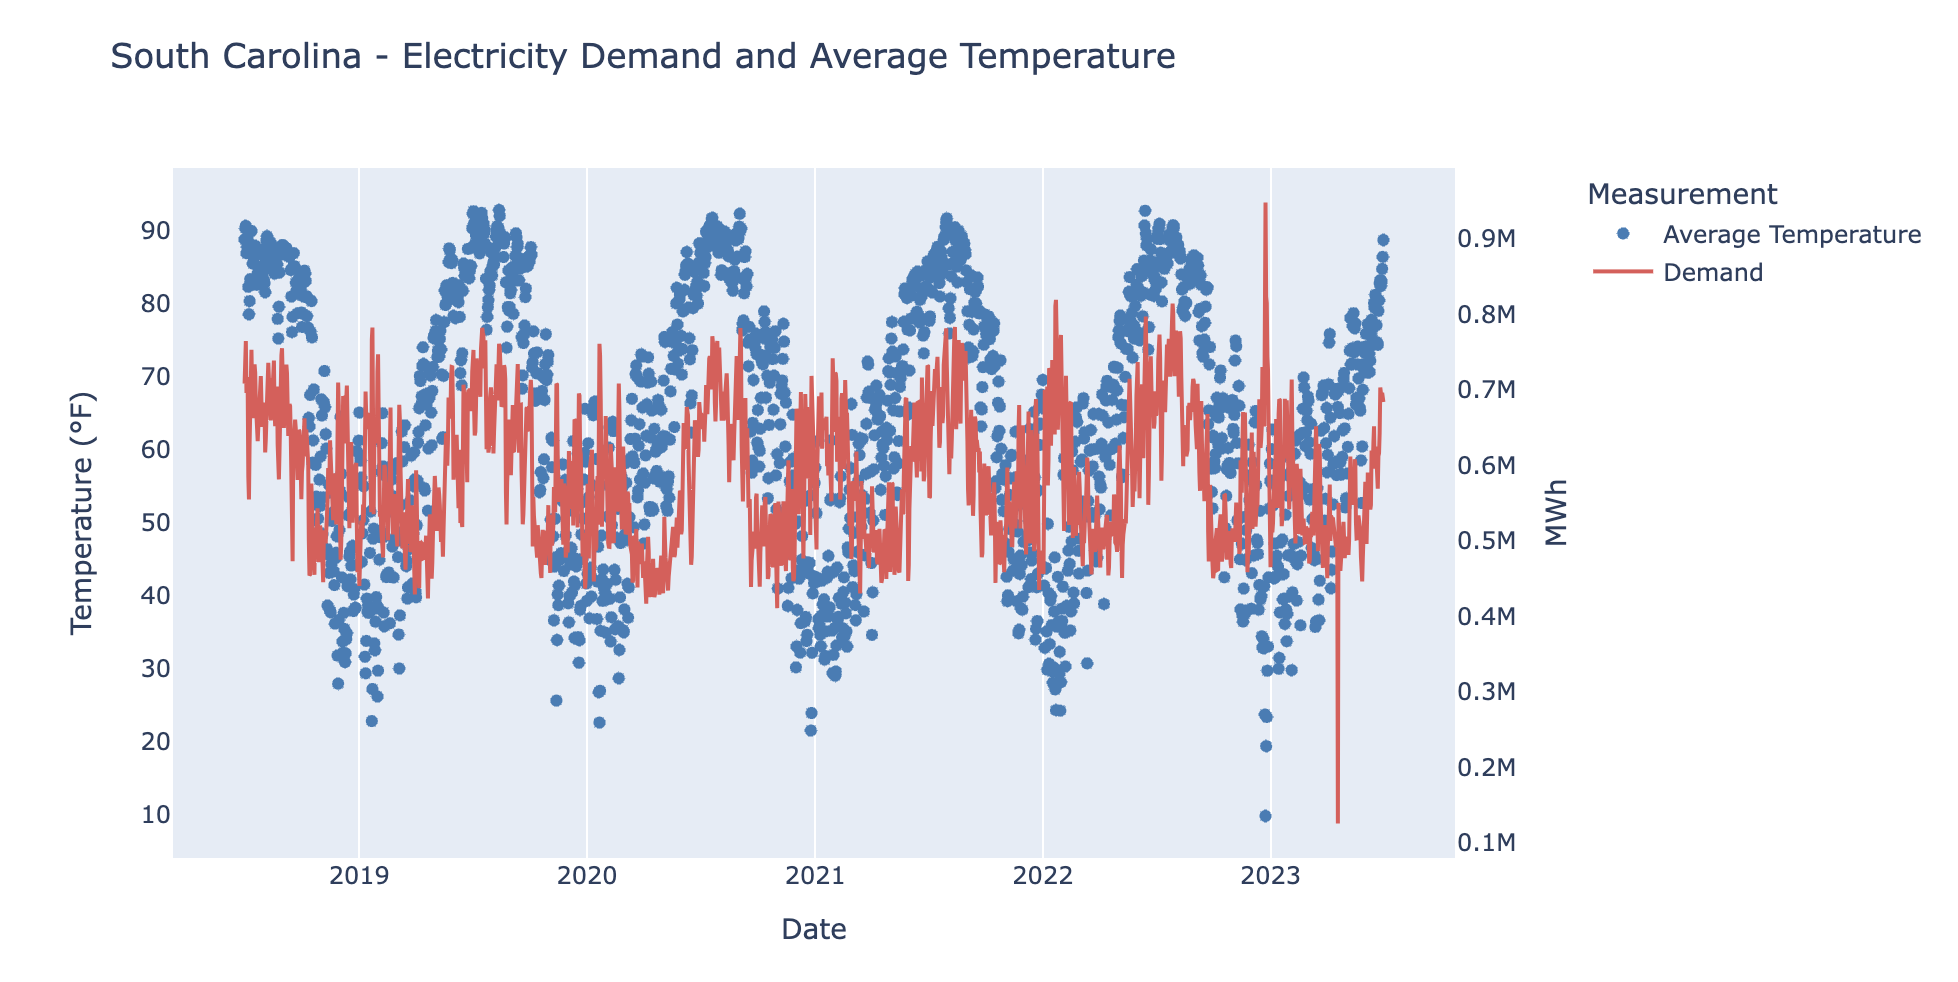 South Carolina - Electricity Demand and Average Temperature
Measurement
Average Temperature
Demand
90
80
70
60
50
40
30
20
10
Temperature (°F)
0.9M
0.8M
0.7M
0.6M
0.5M
0.4M
0.3M
0.2M
0.1M
MWh
2019 2020 2021 2022 2023
Date